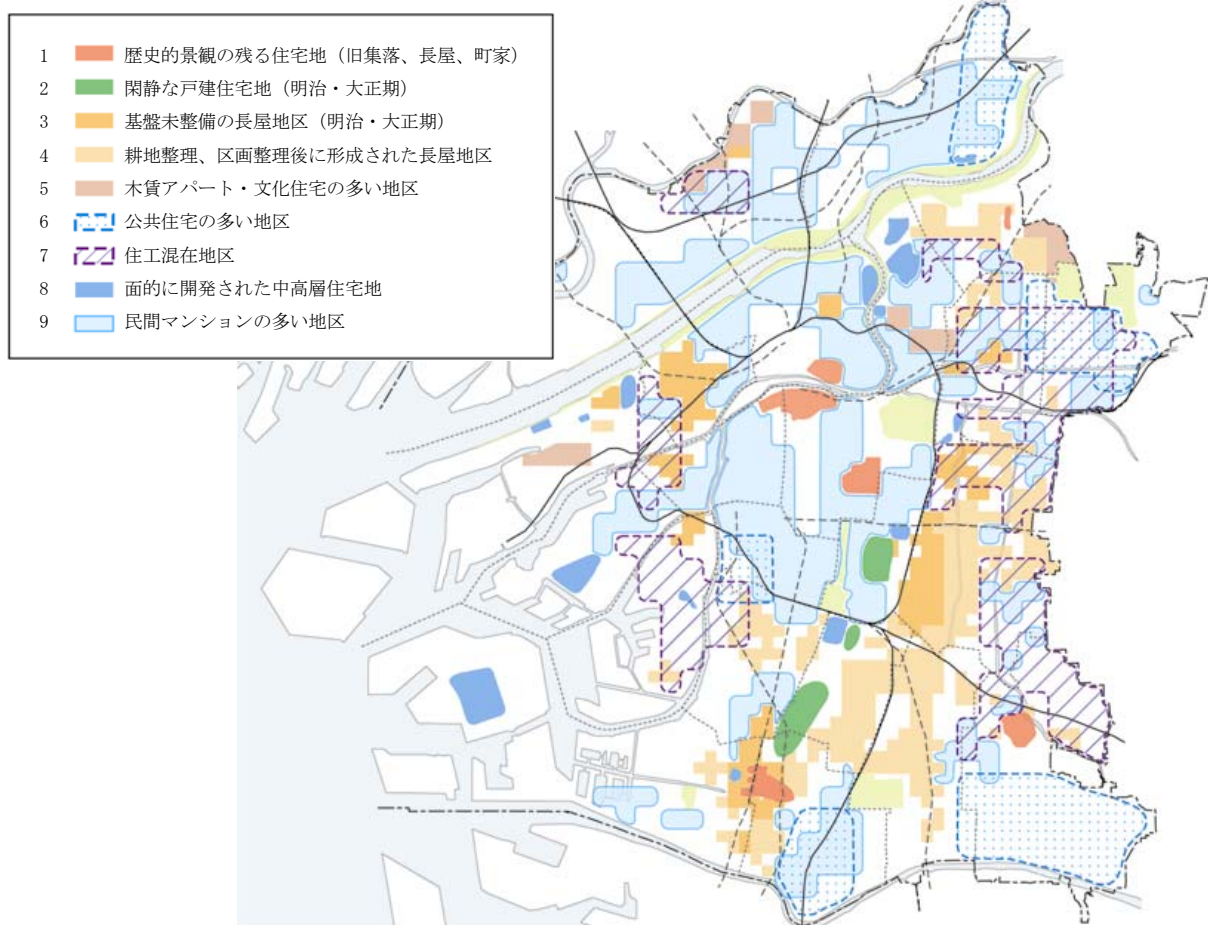 1 歴史的景観の残る住宅地（旧集落、長屋、町家）
2 閑静な戸建住宅地（明治・大正期）
3 基盤未整備の長屋地区（明治・大正期）
4 耕地整理、区画整理後に形成された長屋地区
5 木賃アパート・文化住宅の多い地区
6 公共住宅の多い地区
7 住工混在地区
8 面的に開発された中高層住宅地
9 民間マンションの多い地区